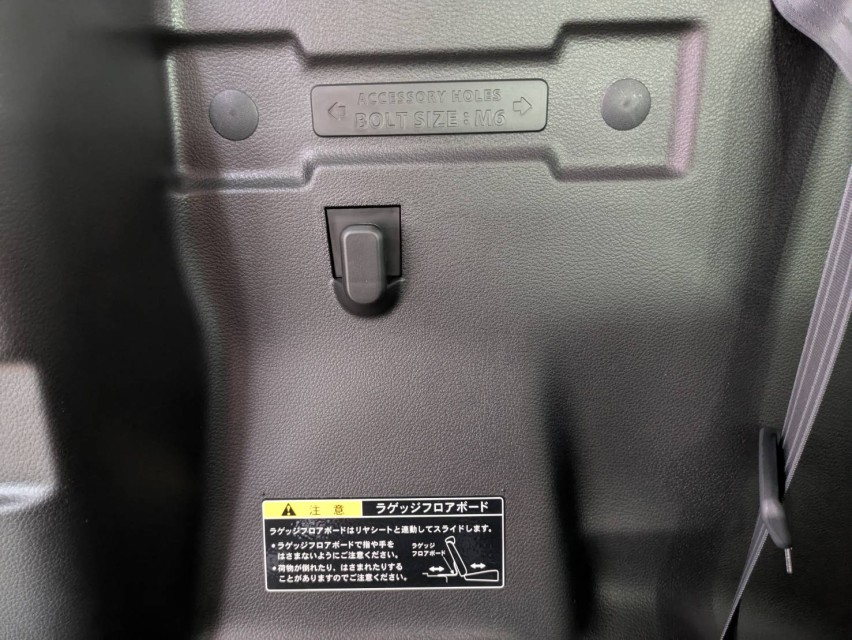 ACCESSORY HOLES
BOLT SIZE : M6
注 意 ラゲッジフロアボード
ラゲッジフロアボードはリヤシートと連動してスライドします。
•ラゲッジフロアボードで指や手を
はさまないようにご注意ください。
•荷物が倒れたり、はさまれたりする
ことがありますのでご注意ください。
ラゲッジ
フロアボード